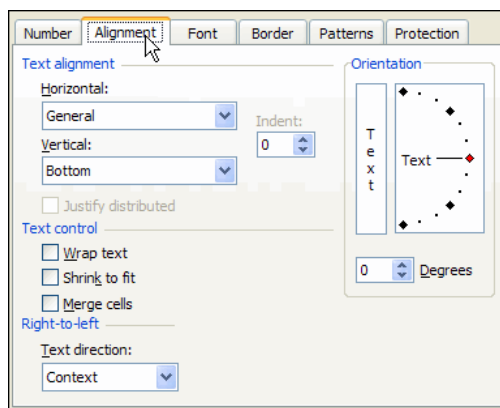 Number Alignment Font Border Patterns Protection
Text alignment
Horizontal:
General
Indent:
Vertical:
0
Bottom
Justify distributed
Text control
Wrap text
Shrink to fit
Merge cells
Right-to-left
Text direction:
Context
Orientation
Text
Text
0 Degrees